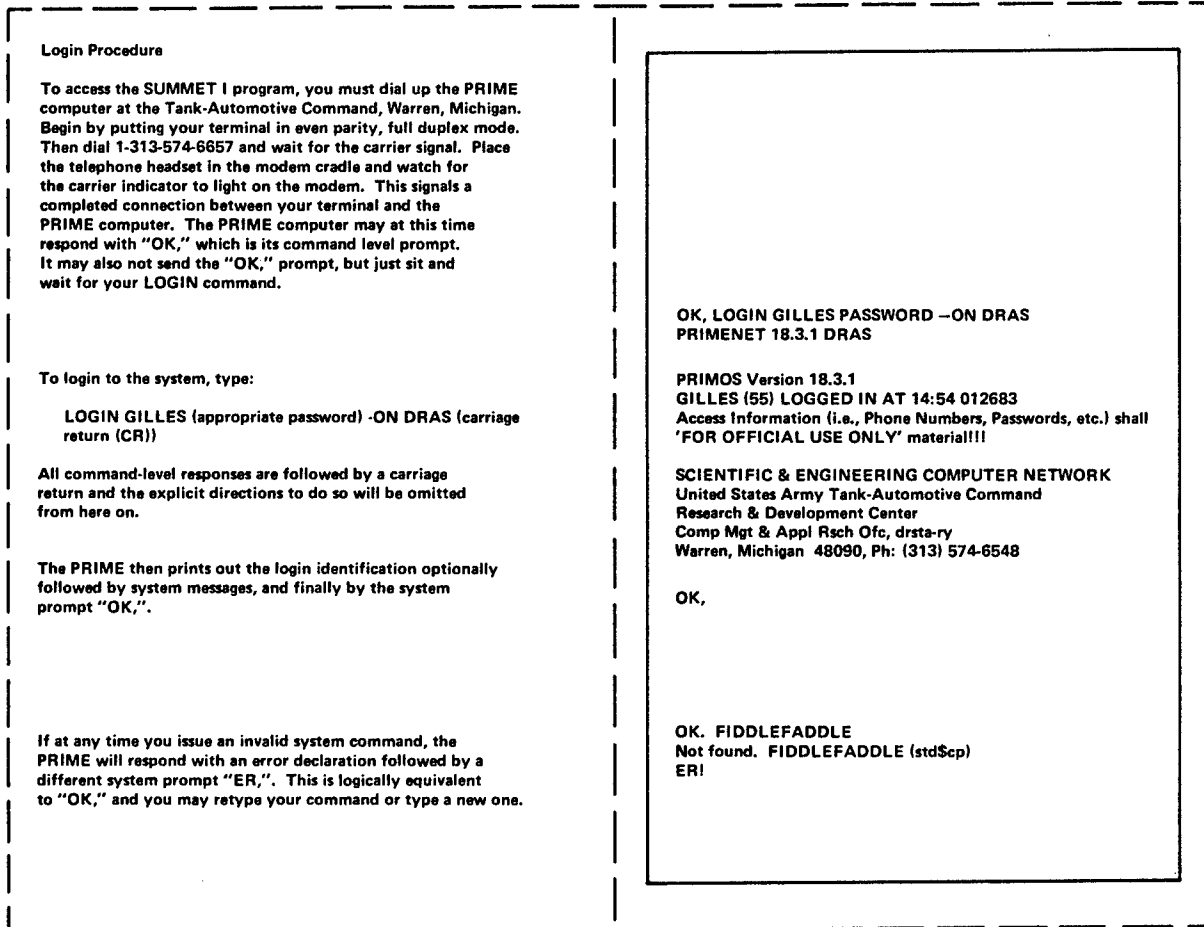 Login Procedure
To access the SUMMET I program, you must dial up the PRIME
computer at the Tank-Automotive Command, Warren, Michigan.
Begin by putting your terminal in even parity, full duplex mode.
Then dial 1-313-574-6657 and wait for the carrier signal. Place
the telephone headset in the modem cradle and watch for
the carrier indicator to light on the modem. This signals a
completed connection between your terminal and the
PRIME computer. The PRIME computer may at this time
respond with "OK," which is its command level prompt.
It may also not send the "OK," prompt, but just sit and
wait for your LOGIN command.
To login to the system, type:
LOGIN GILLES (appropriate password) -ON DRAS (carriage
return (CR))
All command-level responses are followed by a carriage
return and the explicit directions to do so will be omitted
from here on.
The PRIME then prints out the login identification optionally
followed by system messages, and finally by the system
prompt "OK,".
If at any time you issue an invalid system command, the
PRIME will respond with an error declaration followed by a
different system prompt "ER,". This is logically equivalent
to "OK," and you may retype your command or type a new one.
OK, LOGIN GILLES PASSWORD —ON DRAS
PRIMENET 18.3.1 DRAS
PRIMOS Version 18.3.1
GILLES (55) LOGGED IN AT 14:54 012683
Access Information (i.e., Phone Numbers, Passwords, etc.) shall
'FOR OFFICIAL USE ONLY' material!!!
SCIENTIFIC & ENGINEERING COMPUTER NETWORK
United States Army Tank-Automotive Command
Research & Development Center
Comp Mgt & Appl Rsch Ofc, drsta-ry
Warren, Michigan 48090, Ph: (313) 574-6548
OK,
OK. FIDDLEFADDLE
Not found. FIDDLEFADDLE (std$cp)
ER!